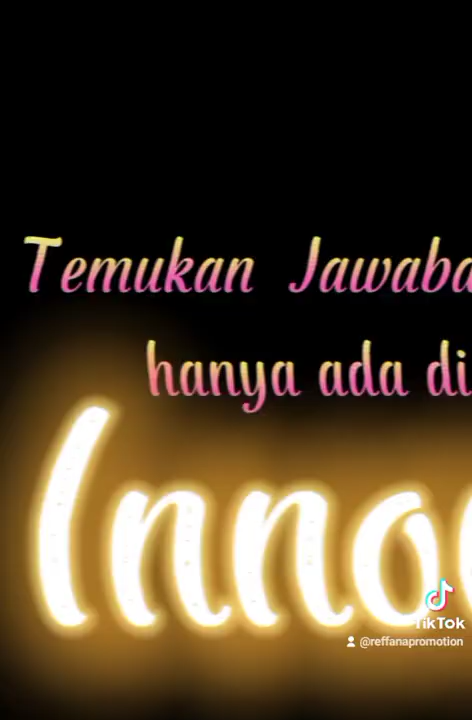 Temukan Jawaba
hanya ada di
Inno
TikTok
@reffanapromotion